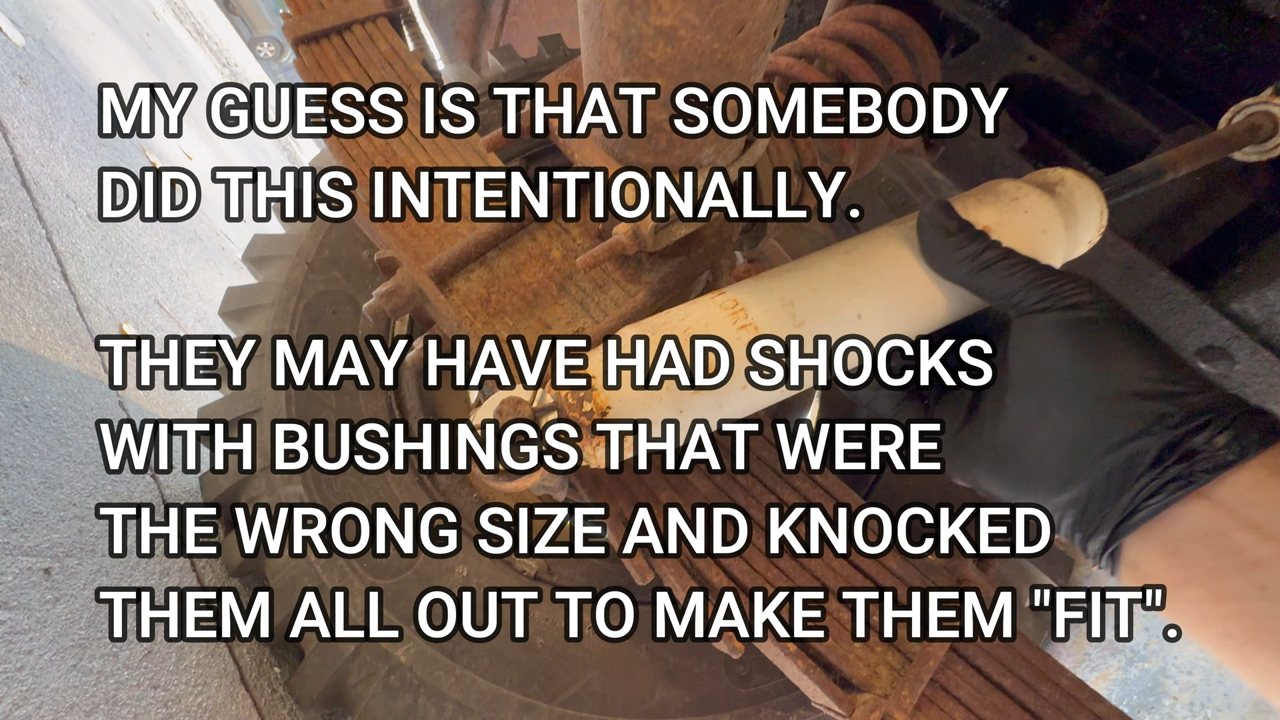 MY GUESS IS THAT SOMEBODY
DID THIS INTENTIONALLY.
THEY MAY HAVE HAD SHOCKS
WITH BUSHINGS THAT WERE
THE WRONG SIZE AND KNOCKED
THEM ALL OUT TO MAKE THEM "FIT".